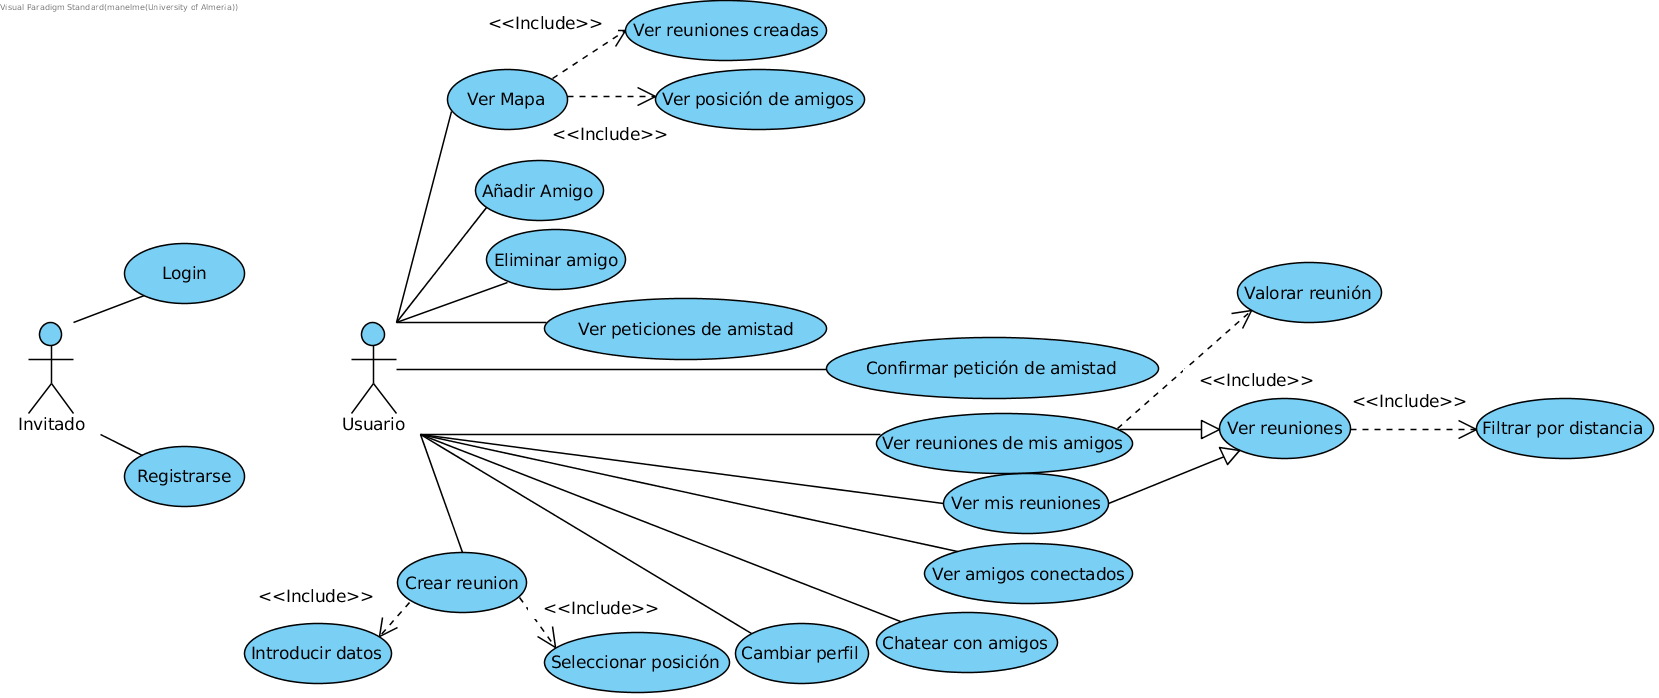 Visual Paradigm Standard(manelme(University of Almeria))
<<Include>>
Ver reuniones creadas
Ver Mapa
Ver posición de amigos
<<Include>>
Añadir Amigo
Eliminar amigo
Login
Valorar reunión
Ver peticiones de amistad
Confirmar petición de amistad
<<Include>>
<<Include>>
Invitado
Usuario
Ver reuniones de mis amigos
Ver reuniones
Filtrar por distancia
Registrarse
Ver mis reuniones
Ver amigos conectados
Crear reunion
<<Include>>
<<Include>>
Introducir datos
Seleccionar posición
Cambiar perfil
Chatear con amigos